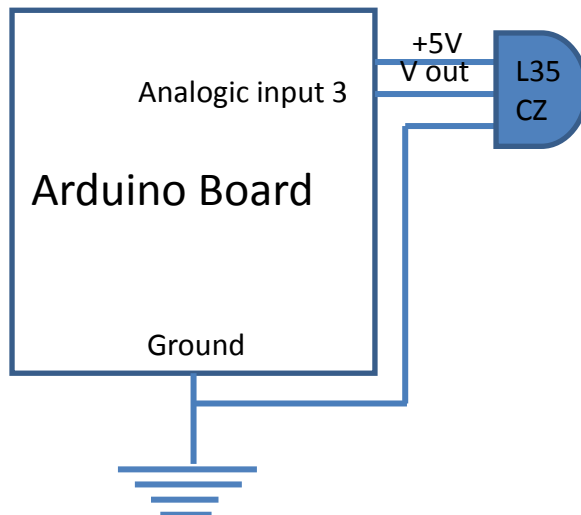 +5V
V out
L35
CZ
Analogic input 3
Arduino Board
Ground